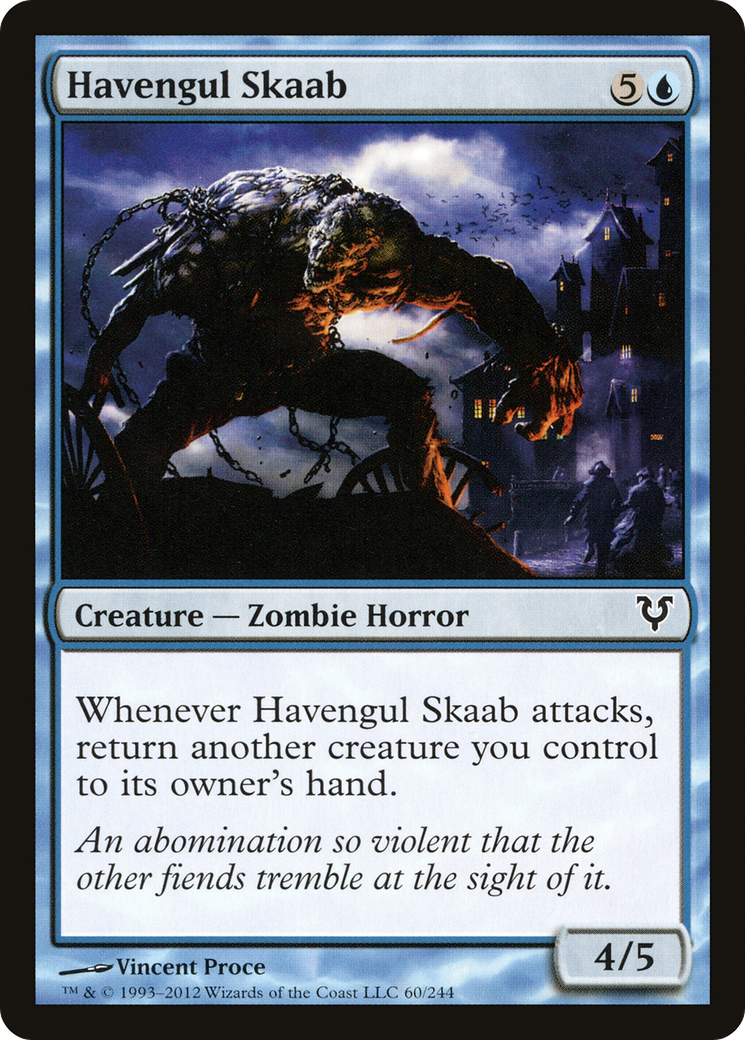 Havengul Skaab 5
Creature — Zombie Horror
Whenever Havengul Skaab attacks,
return another creature you control
to its owner's hand.
An abomination so violent that the
other fiends tremble at the sight of it.
4/5
Vincent Proce
™ & © 1993–2012 Wizards of the Coast LLC 60/244